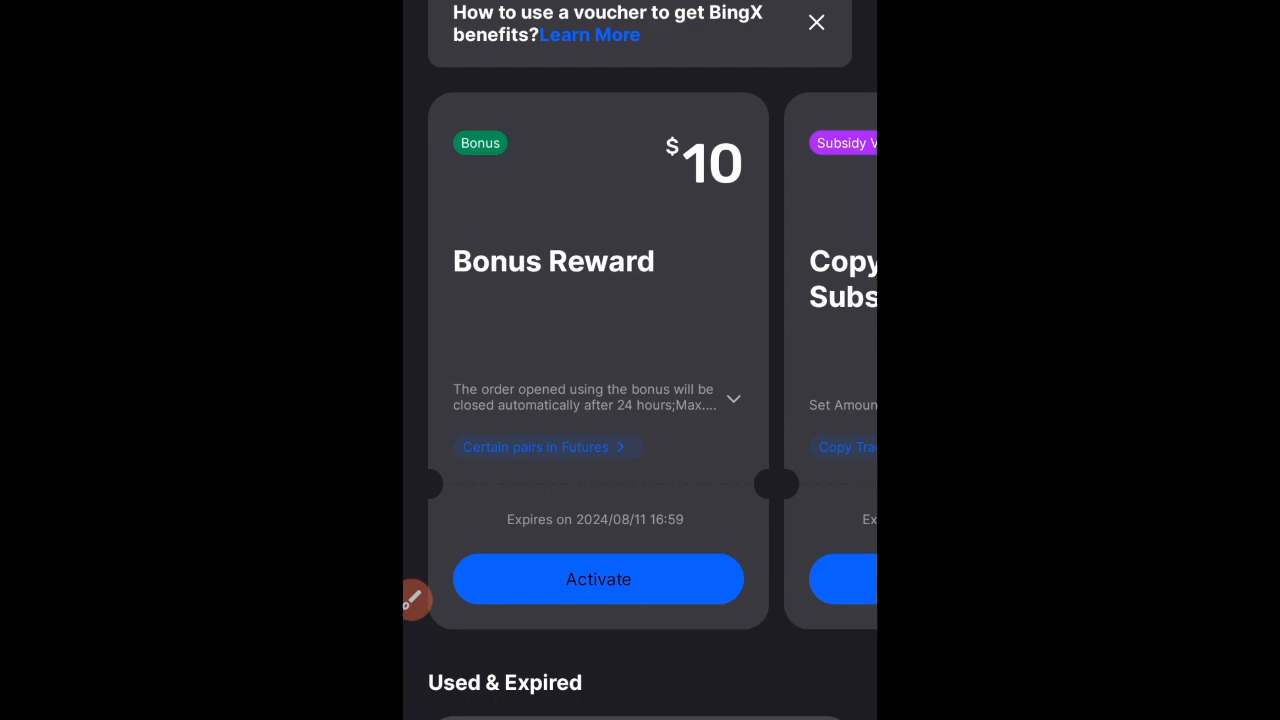 How to use a voucher to get BingX
benefits?Learn More
Bonus
$10
Bonus Reward
The order opened using the bonus will be
closed automatically after 24 hours;Max....
Certain pairs in Futures
Expires on 2024/08/11 16:59
Activate
Subsidy V
Copy
Subs
Set Amoun
Copy Tra
Ex
Used & Expired